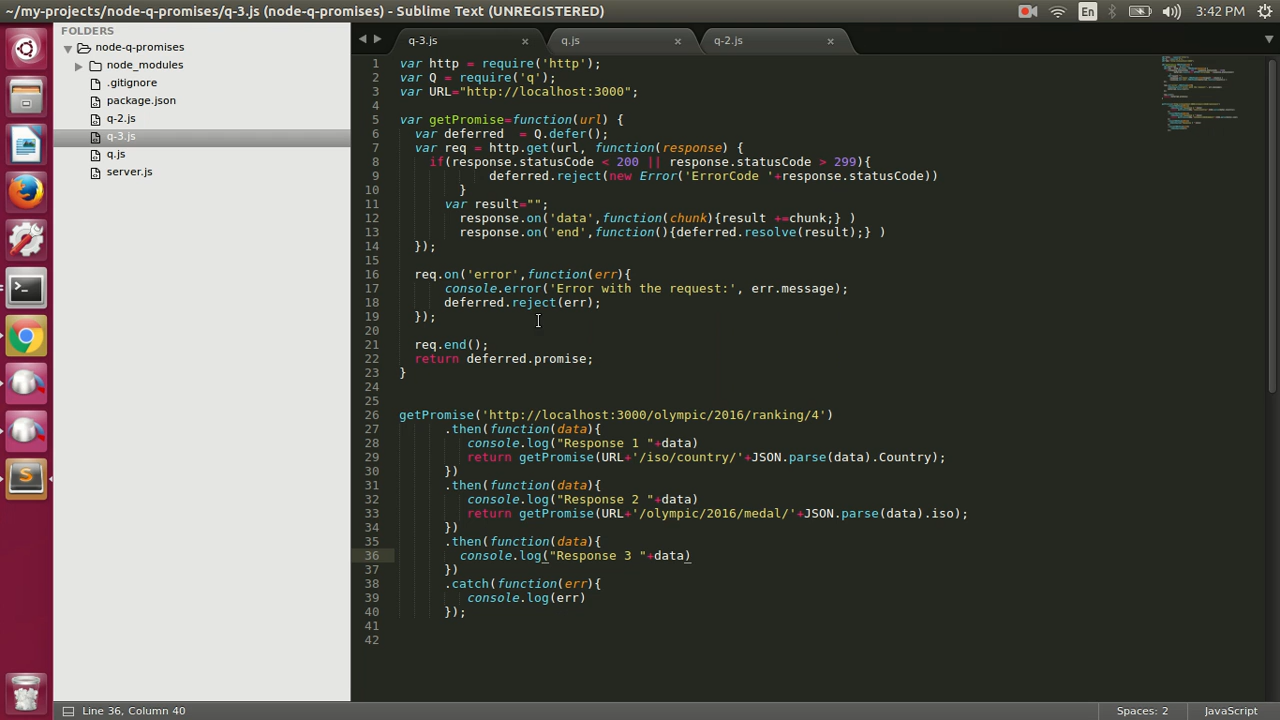 ~/my-projects/promises/q-3.js (node-q-promises) - Sublime Text (UNREGISTERED)
En
3:42 PM
FOLDERS
node-q-promises
node_modules
.gitignore
package.json
q-2.js
q-3.js
q.js
server.js
q-3.js
q.js
q-2.js
1 var http = require('http');
2 var Q = require('q');
3 var URL="http://localhost:3000";
4
5 var getPromise=function(url) {
6 var deferred  = Q.defer();
7 var req = http.get(url, function(response) {
8 if(response.statusCode < 200 || response.statusCode > 299){
9 deferred.reject(new Error('ErrorCode '+response.statusCode))
10 }
11 var result="";
12 response.on('data',function(chunk){result +=chunk;} )
13 response.on('end',function(){deferred.resolve(result);} )
14 });
15
16 req.on('error',function(err){
17 console.error('Error with the request:', err.message);
18 deferred.reject(err);
19 });
20
21 req.end();
22 return deferred.promise;
23 }
24
25
26 getPromise('http://localhost:3000/olympic/2016/ranking/4')
27 .then(function(data){
28 console.log("Response 1 "+data)
29 return getPromise(URL+'/iso/country/'+JSON.parse(data).Country);
30 })
31 .then(function(data){
32 console.log("Response 2 "+data)
33 return getPromise(URL+'/olympic/2016/medal/'+JSON.parse(data).iso);
34 })
35 .then(function(data){
36 console.log("Response 3 "+data)
37 })
38 .catch(function(err){
39 console.log(err)
40 });
41
42
Line 36, Column 40
Spaces: 2
JavaScript